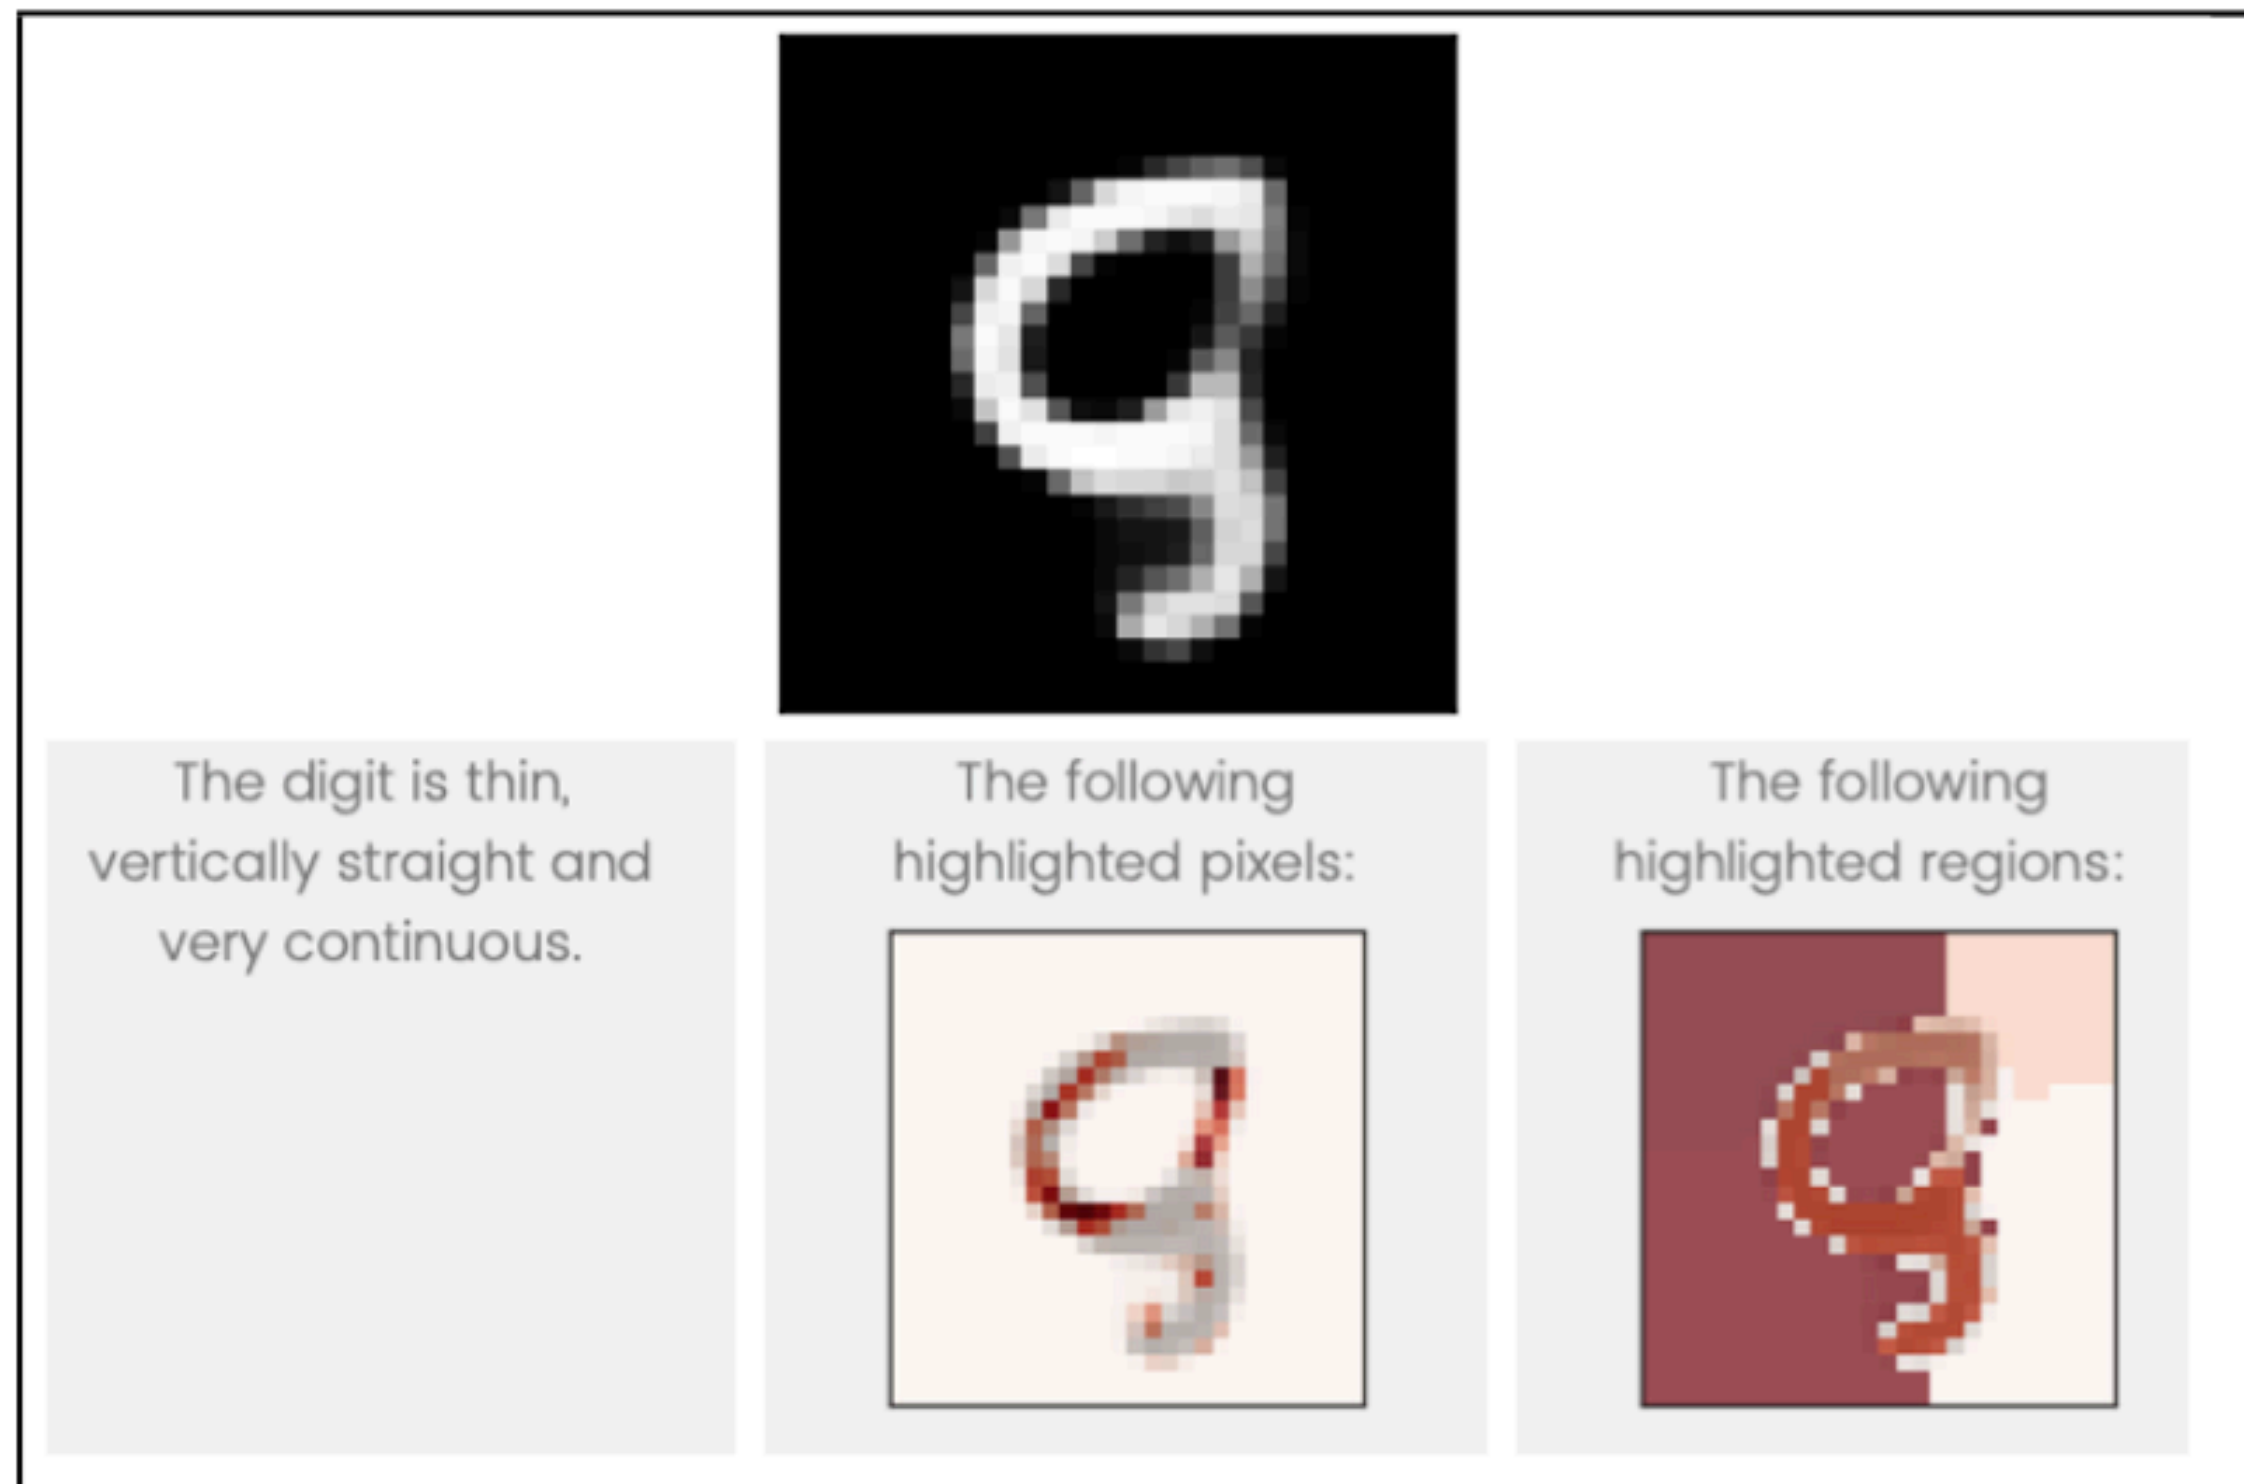 The digit is thin,
vertically straight and
very continuous.
The following
highlighted pixels:
The following
highlighted regions: